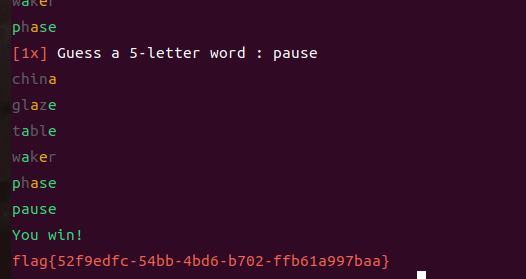 waker
phase
[1x] Guess a 5-letter word : pause
china
glaze
table
waker
phase
pause
You win!
flag{52f9edfc-54bb-4bd6-b702-ffb61a997baa}